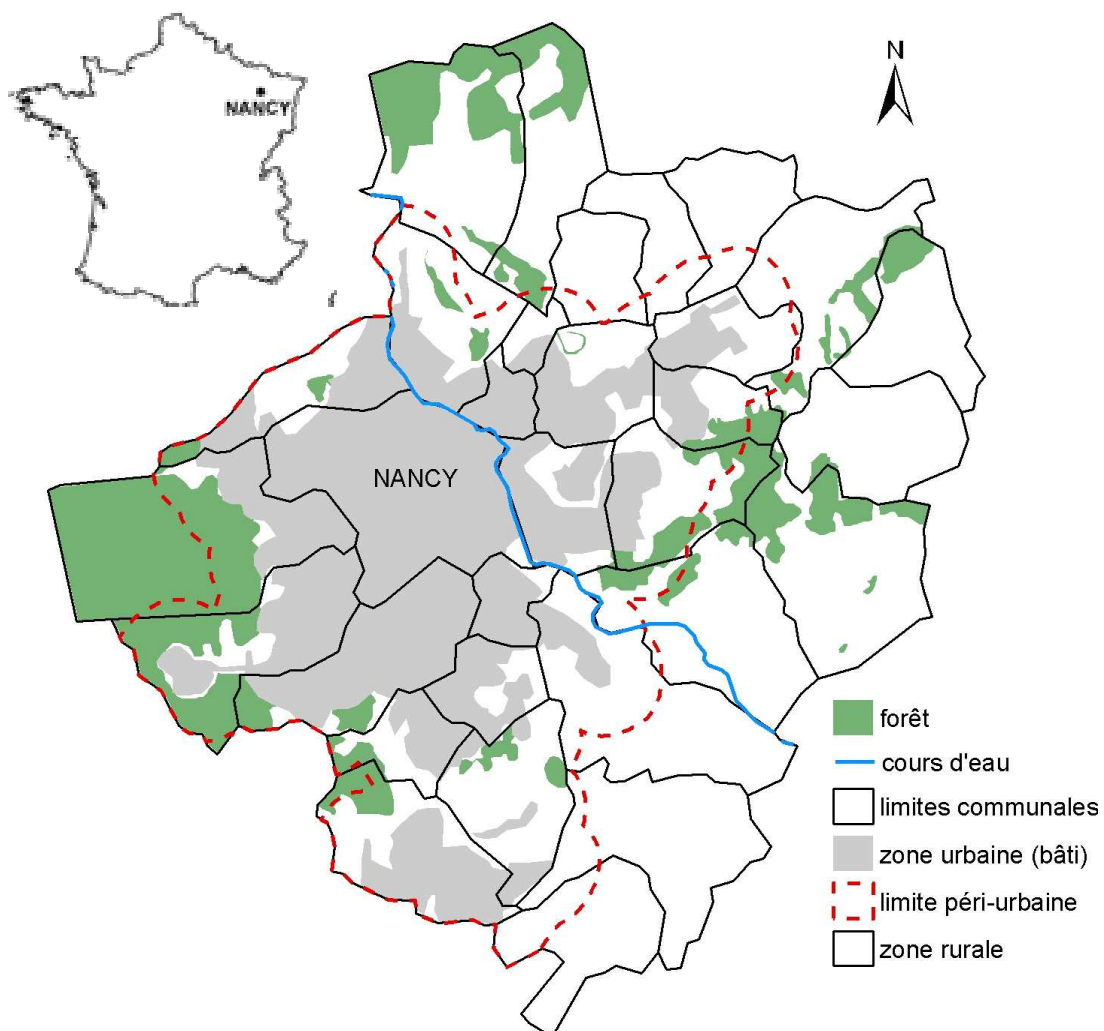 NANCY
N
NANCY
forêt
cours d'eau
limites communales
zone urbaine (bâti)
limite péri-urbaine
zone rurale